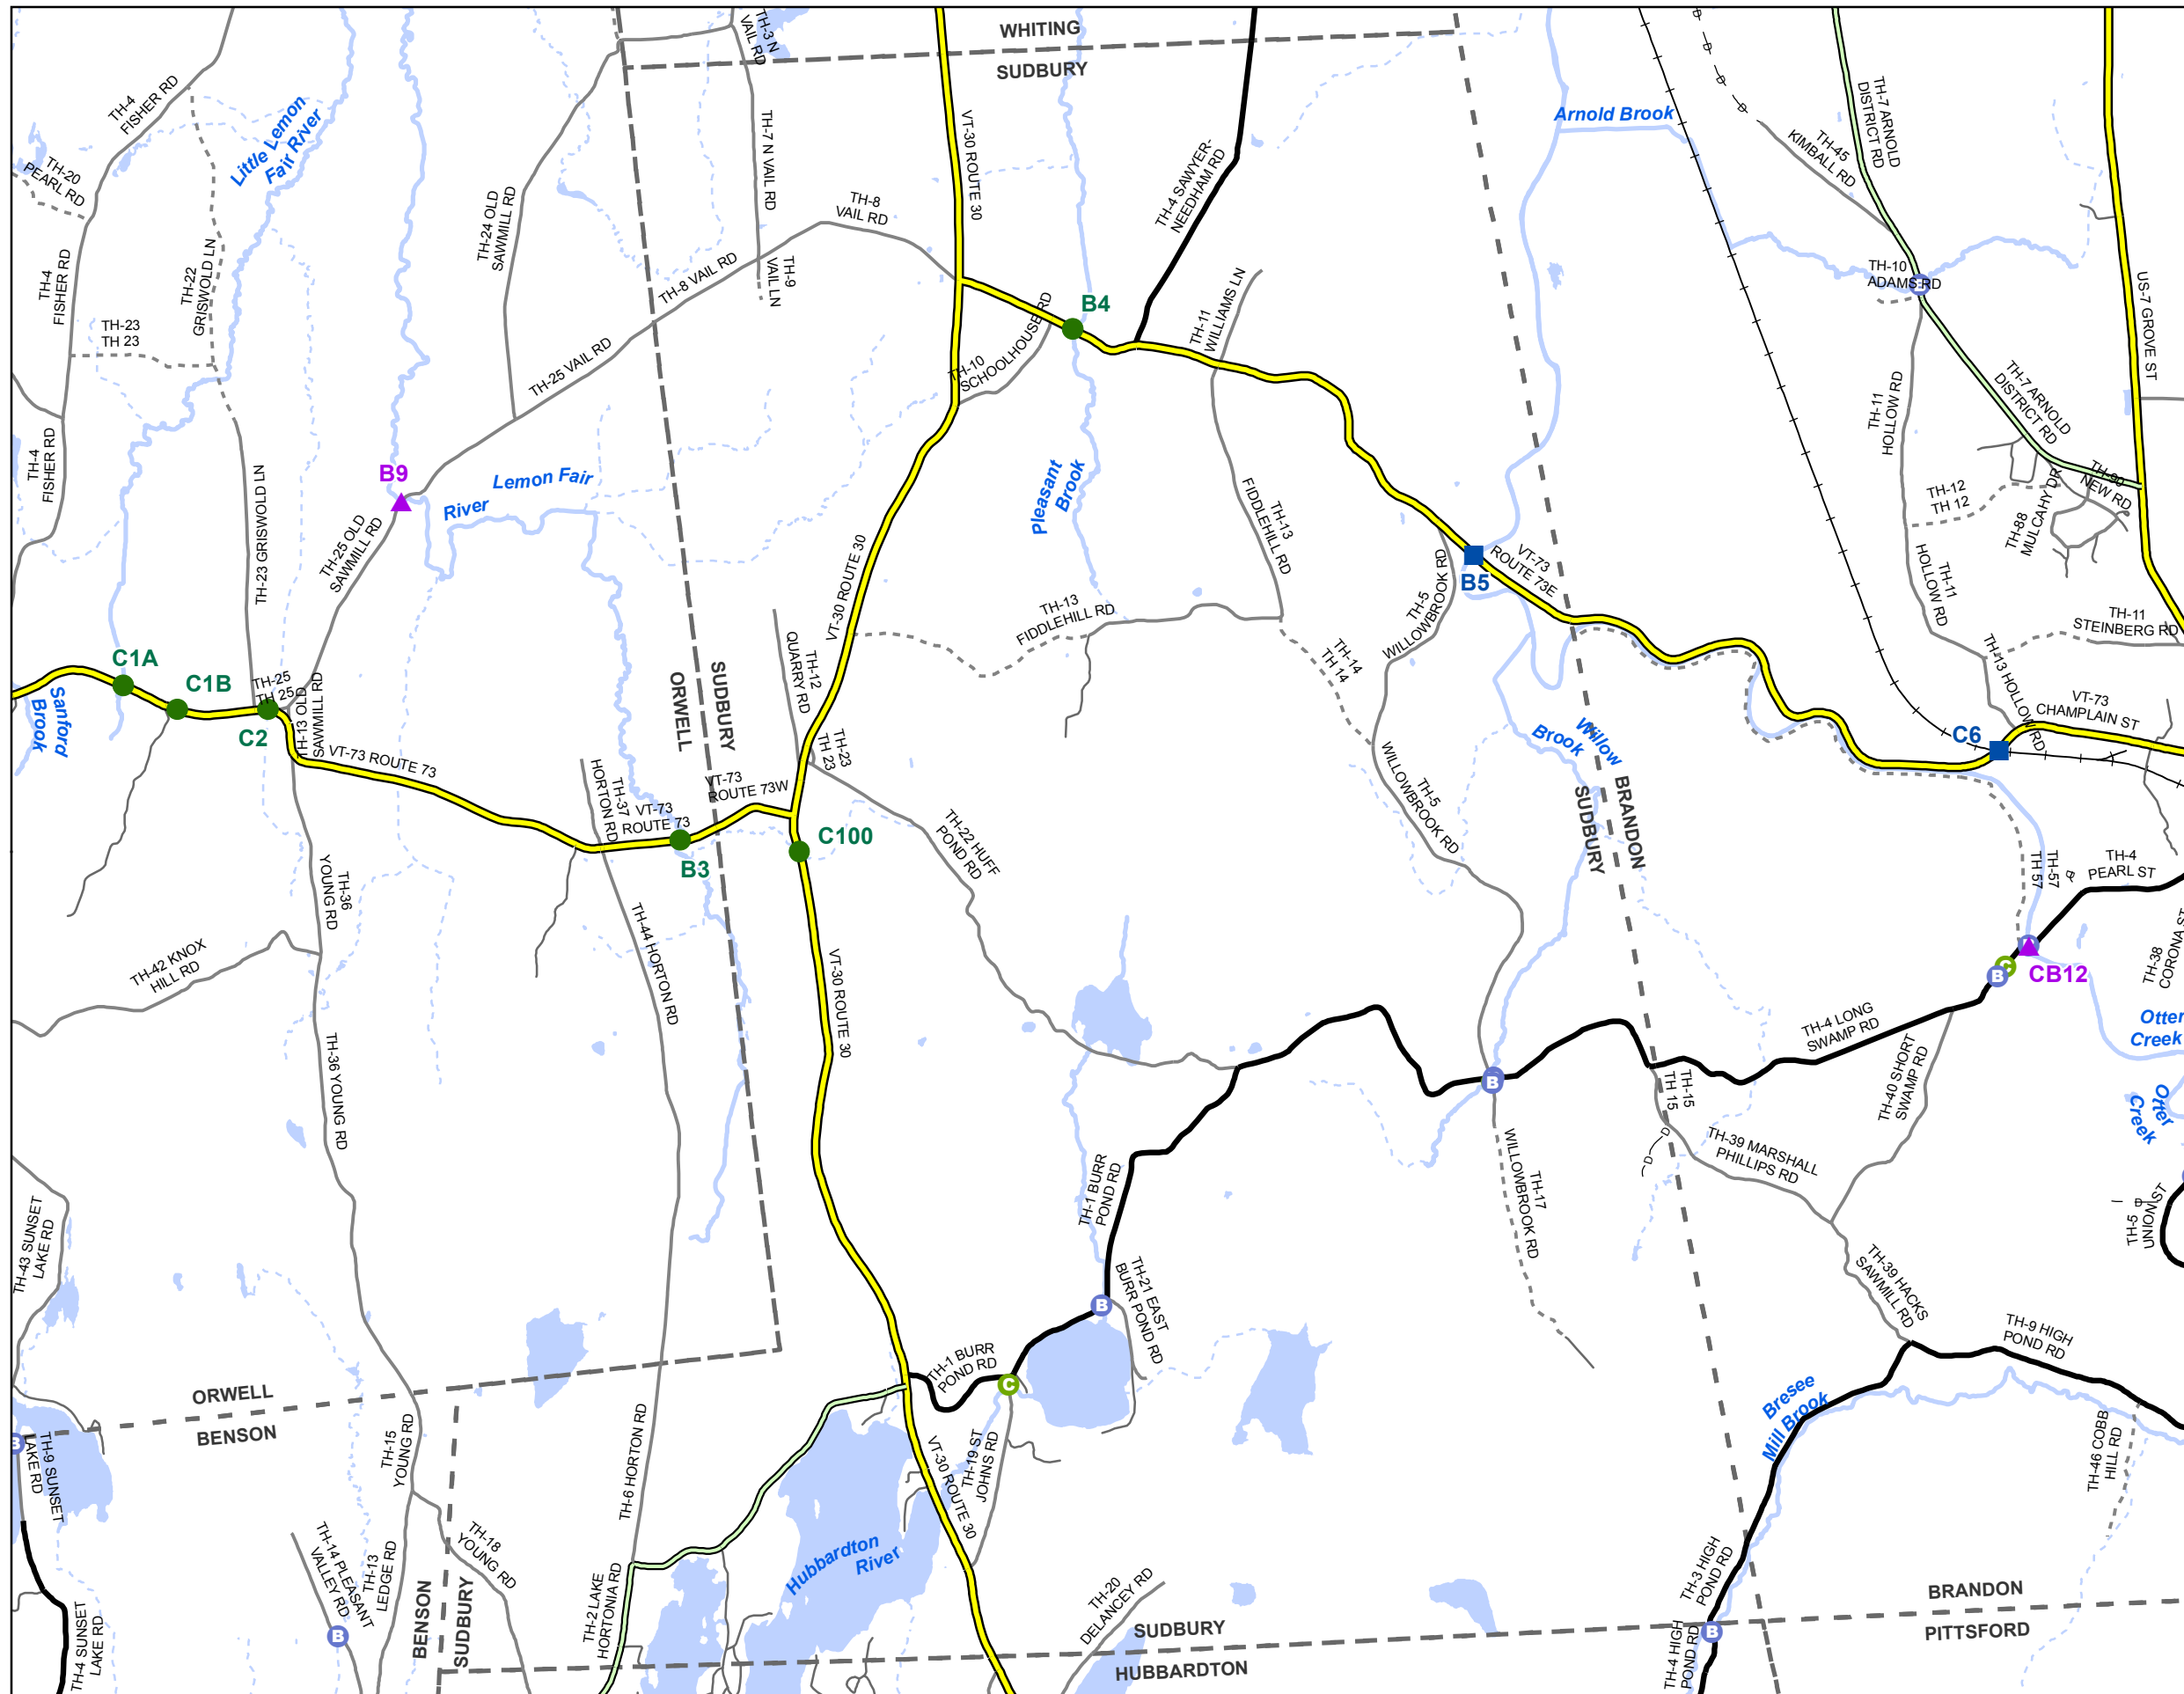 WHITING
SUDBURY
TH-3 N
VAIL RD
TH-4
FISHER RD
Little Lemon
Fair River
TH-20
PEARL RD
TH-7 N VAIL RD
VT-30 ROUTE 30
TH-4 SAWYER-
NEEDHAM RD
Arnold Brook
TH-45
KIMBALL RD
TH-7 ARNOLD
DISTRICT RD
TH-24 OLD
SAWMILL RD
TH-8
VAIL RD
TH-8 VAIL RD
TH-9
VAIL LN
TH-4
FISHER RD
TH-22
GRISWOLD LN
TH-23
TH 23
TH-10
ADAMS RD
US-7 GROVE ST
B4
TH-11
WILLIAMS LN
TH-10
SCHOOLHOUSE RD
TH-25 VAIL RD
TH-7 ARNOLD
DISTRICT RD
TH-11
HOLLOW RD
TH-4
FISHER RD
B9
Lemon Fair
River
Pleasant
Brook
TH-13
FIDDLEHILL RD
TH-90
NEW RD
TH-12
TH 12
TH-88
MULCAHY DR
TH-23 GRISWOLD LN
TH-25 OLD
SAWMILL RD
VT-30 ROUTE 30
B5
VT-73
ROUTE 73E
TH-5
WILLOWBROOK RD
TH-11
HOLLOW RD
TH-11
STEINBERG RD
TH-13
FIDDLEHILL RD
TH-14
TH 14
TH-12
QUARRY RD
ORWELL
SUDBURY
C1A
C1B
C2
TH-25
TH 25
TH-13 OLD
SAWMILL RD
Sanford
Brook
VT-73 ROUTE 73
TH-23
TH 23
TH-13 HOLLOW RD
VT-73
CHAMPLAIN ST
C6
Willow
Brook
BRANDON
SUDBURY
TH-37
HORTON RD
VT-73
ROUTE 73
VT-73
ROUTE 73W
C100
B3
TH-22 HUFF
POND RD
TH-5
WILLOWBROOK RD
TH-57
TH 57
TH-4
PEARL ST
TH-36
YOUNG RD
TH-42 KNOX
HILL RD
TH-44 HORTON RD
VT-30 ROUTE 30
C
B
CB12
TH-38
CORONA ST
Otter
Creek
TH-4 LONG
SWAMP RD
TH-36 YOUNG RD
B
TH-15
TH 15
TH-40 SHORT
SWAMP RD
Otter
Creek
TH-39 MARSHALL
PHILLIPS RD
TH-1 BURR
POND RD
TH-17
WILLOWBROOK RD
TH-5
UNION ST
TH-43 SUNSET
LAKE RD
TH-21 EAST
BURR POND RD
B
TH-39 HACKS
SAWMILL RD
TH-9 HIGH
POND RD
TH-1 BURR
POND RD
C
ORWELL
BENSON
Bresee
Mill Brook
TH-9 SUNSET
LAKE RD
B
TH-15
YOUNG RD
TH-6 HORTON RD
VT-30 ROUTE 30
TH-19 ST
JOHNS RD
TH-46 COBB
HILL RD
TH-18
YOUNG RD
TH-14 PLEASANT
VALLEY RD
TH-13
LEDGE RD
B
BENSON
SUDBURY
TH-2 LAKE
HORTONIA RD
Hubbardton
River
TH-20
DELANCEY RD
TH-3 HIGH
POND RD
B
TH-4 SUNSET
LAKE RD
SUDBURY
HUBBARDTON
TH-4 HIGH
POND RD
BRANDON
PITTSFORD